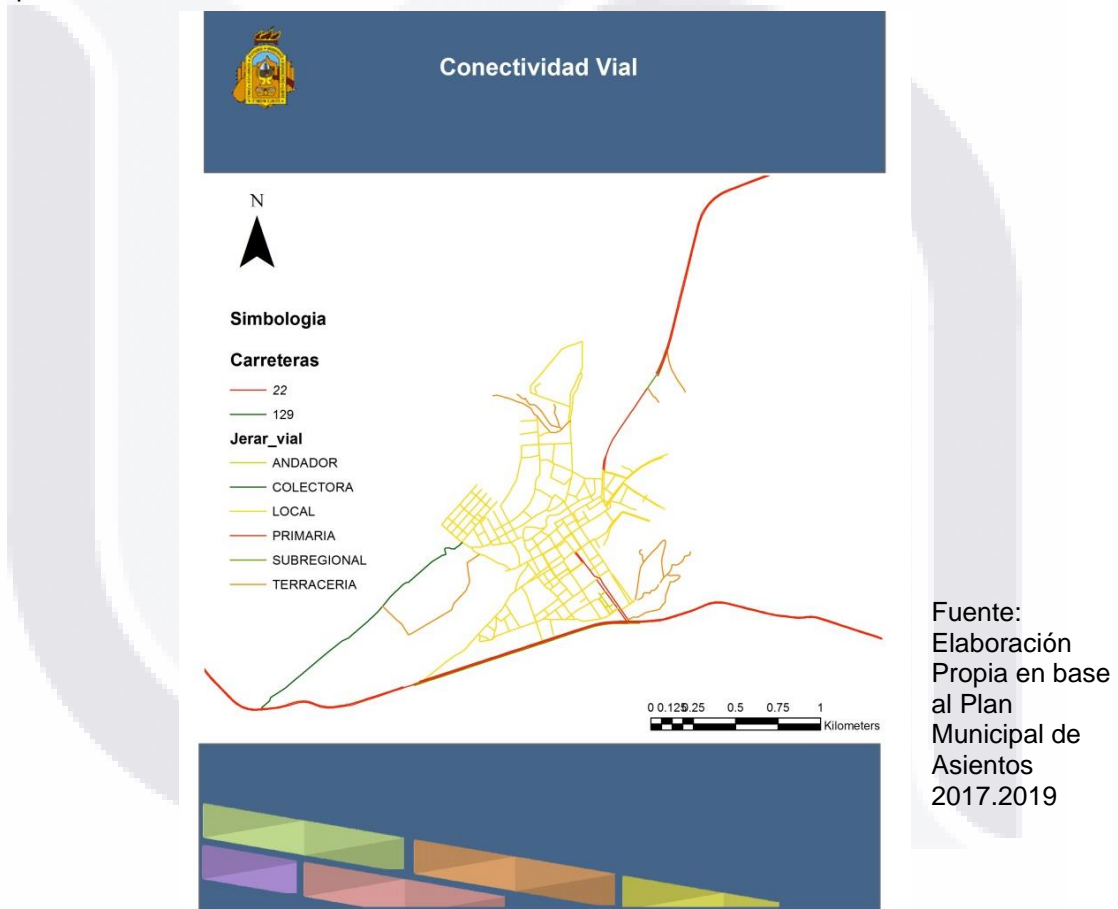 Conectividad Vial
N
Simbologia
Carreteras
22
129
Jerar_vial
ANDADOR
COLECTORA
LOCAL
PRIMARIA
SUBREGIONAL
TERRACERIA
0 0.125 0.25 0.5 0.75 1
Kilometers
Fuente:
Elaboración
Propia en base
al Plan
Municipal de
Asientos
2017.2019